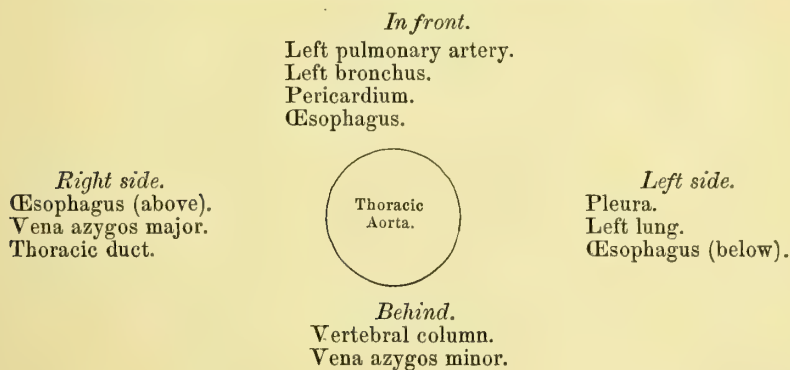 In front.
Left pulmonary artery.
Left bronchus.
Pericardium.
Œsophagus.
Right side.
Œsophagus (above).
Vena azygos major.
Thoracic duct.
Thoracic
Aorta.
Left side.
Pleura.
Left lung.
Œsophagus (below).
Behind.
Vertebral column.
Vena azygos minor.